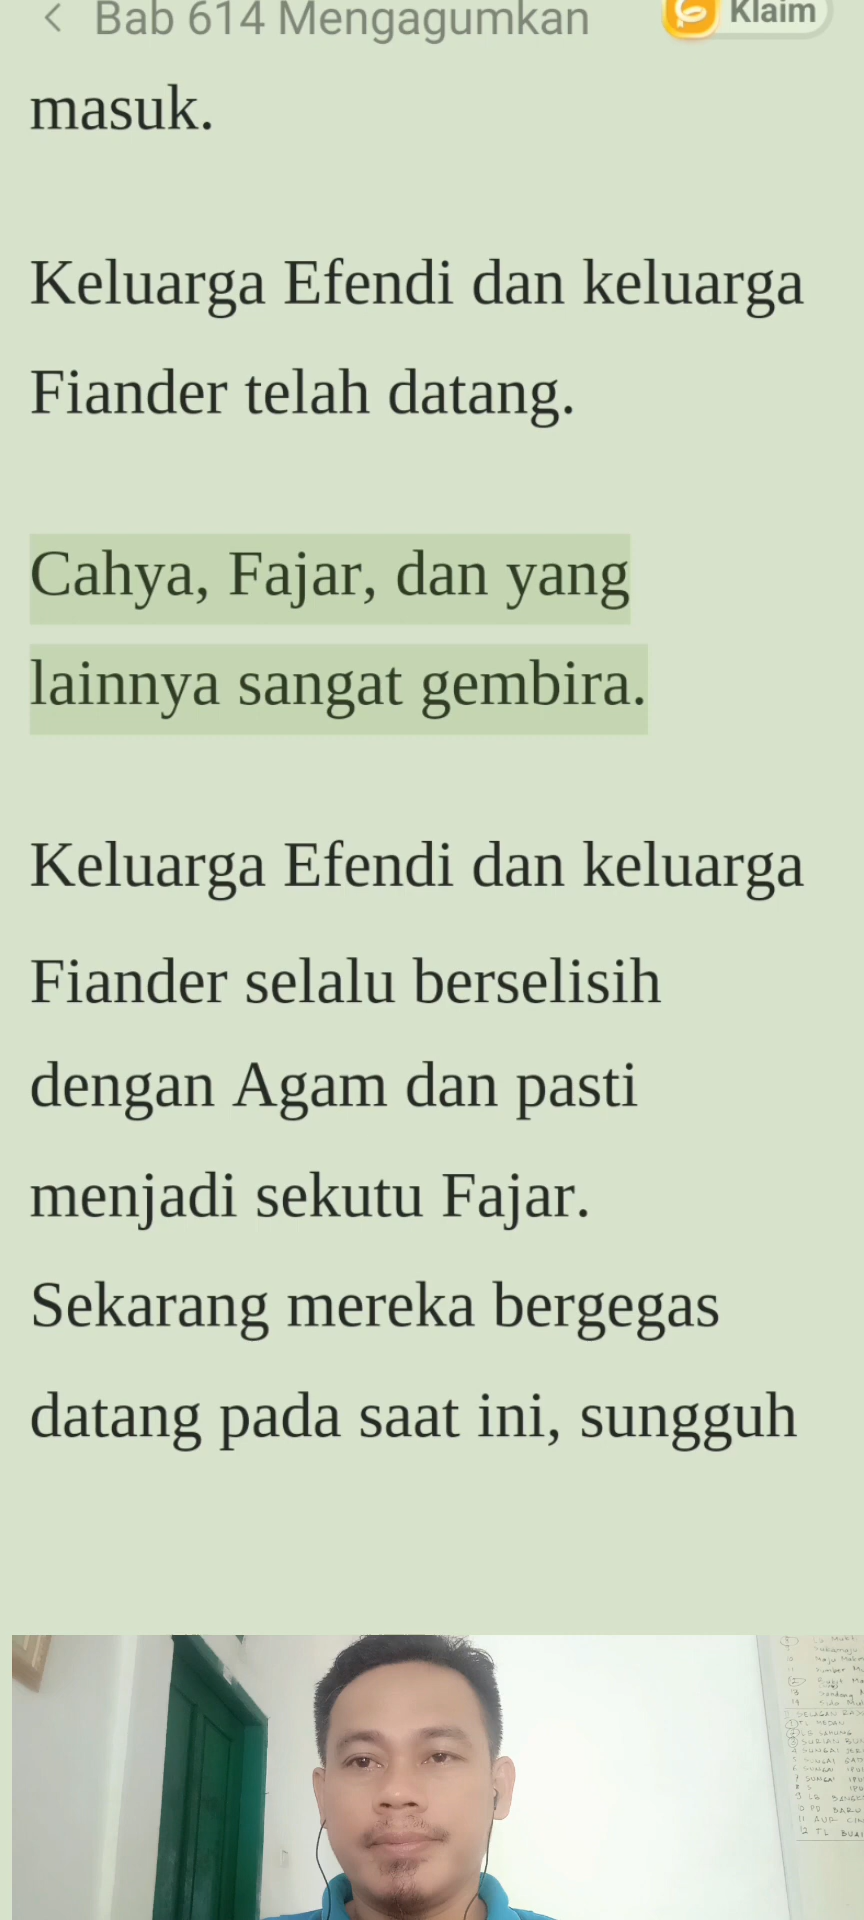 Bab 614 Mengagumkan
Klaim
masuk.
Keluarga Efendi dan keluarga
Fiander telah datang.
Cahya, Fajar, dan yang
lainnya sangat gembira.
Keluarga Efendi dan keluarga
Fiander selalu berselisih
dengan Agam dan pasti
menjadi sekutu Fajar.
Sekarang mereka bergegas
datang pada saat ini, sungguh